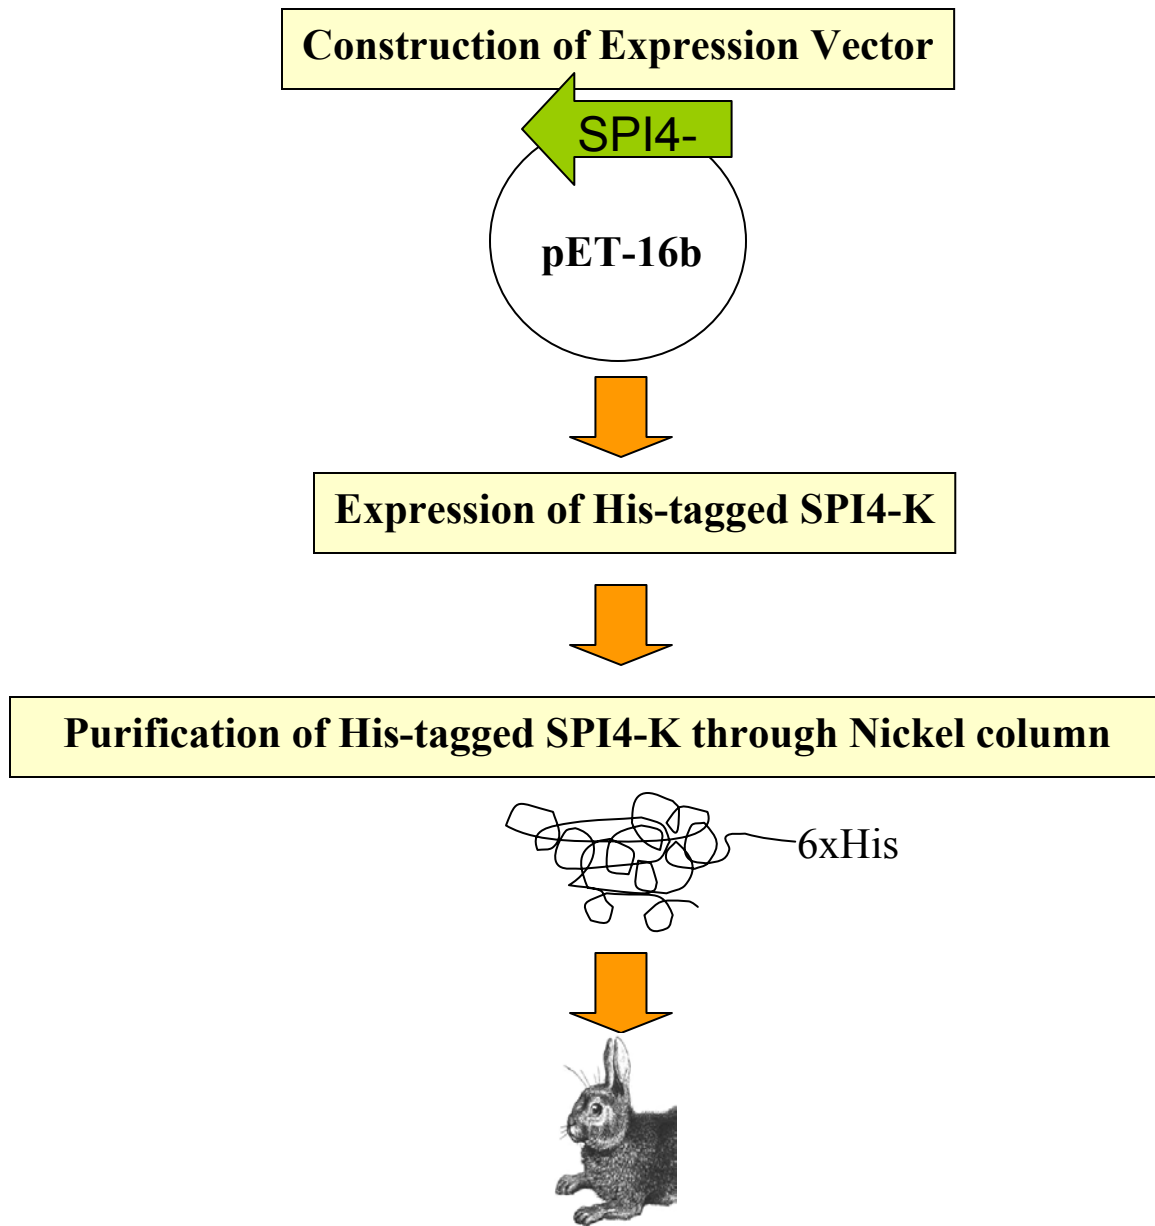 Construction of Expression Vector
SPI4-
pET-16b
Expression of His-tagged SPI4-K
Purification of His-tagged SPI4-K through Nickel column
6xHis